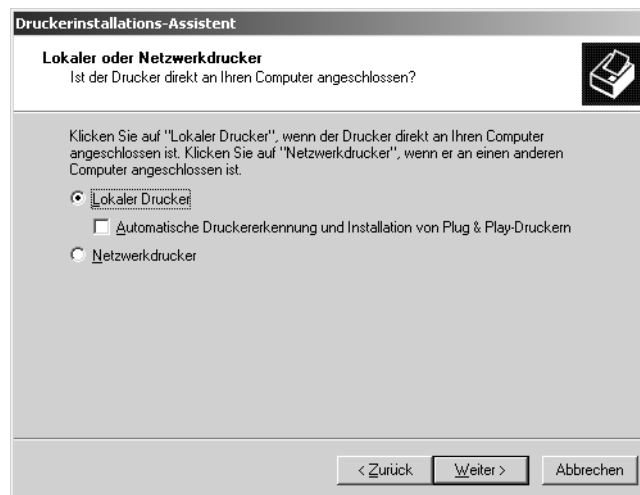 Druckerinstallations-Assistent
Lokaler oder Netzwerkdrucker
Ist der Drucker direkt an Ihren Computer angeschlossen?
Klicken Sie auf "Lokaler Drucker", wenn der Drucker direkt an Ihren Computer
angeschlossen ist. Klicken Sie auf "Netzwerkdrucker", wenn er an einen anderen
Computer angeschlossen ist.
Lokaler Drucker
Automatische Druckererkennung und Installation von Plug & Play-Druckern
Netzwerkdrucker
< Zurück
Weiter >
Abbrechen